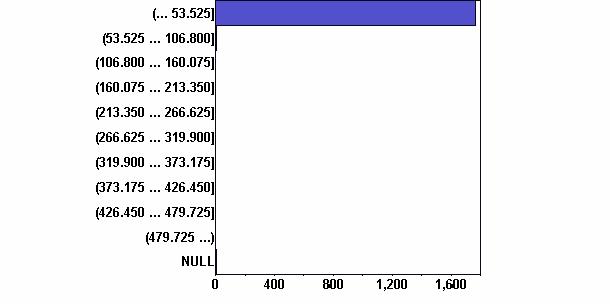 (... 53.525]
(53.525 ... 106.800]
(106.800 ... 160.075]
(160.075 ... 213.350]
(213.350 ... 266.625]
(266.625 ... 319.900]
(319.900 ... 373.175]
(373.175 ... 426.450]
(426.450 ... 479.725]
(479.725 ...)
NULL
0 400 800 1,200 1,600